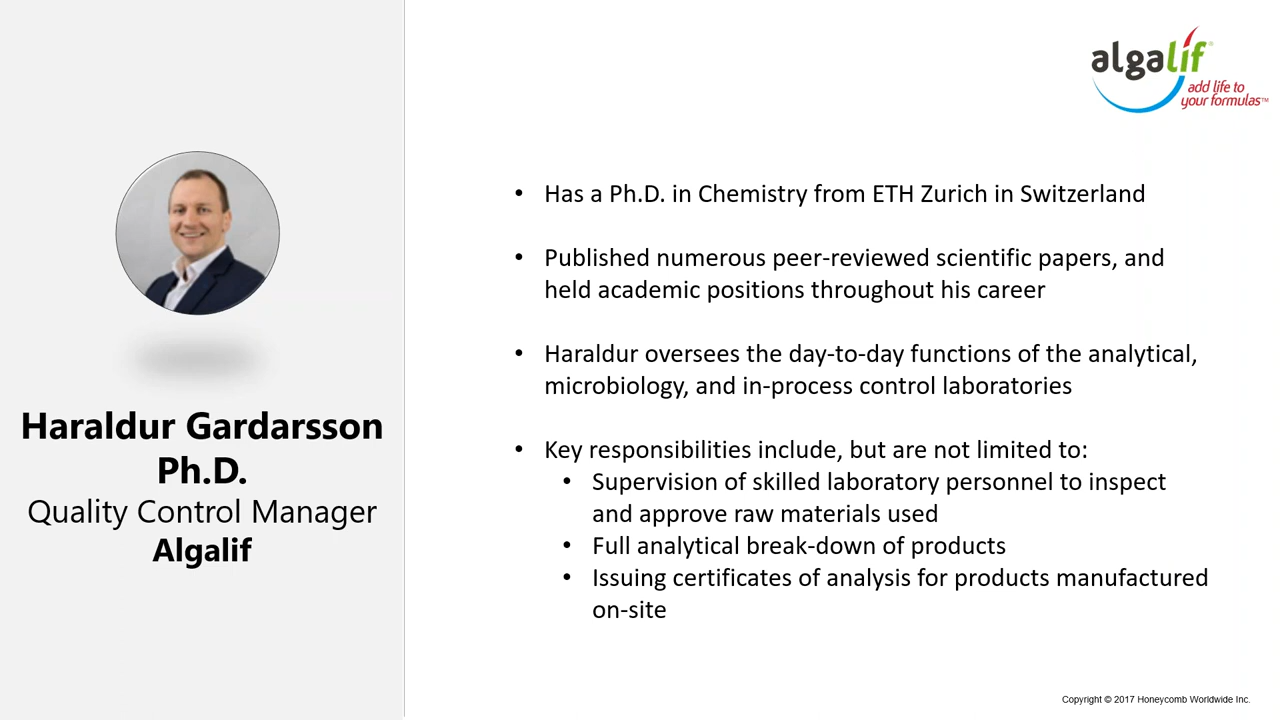 algalif®
add life to
your formulas™
Haraldur Gardarsson
Ph.D.
Quality Control Manager
Algalif
• Has a Ph.D. in Chemistry from ETH Zurich in Switzerland
• Published numerous peer-reviewed scientific papers, and
held academic positions throughout his career
• Haraldur oversees the day-to-day functions of the analytical,
microbiology, and in-process control laboratories
• Key responsibilities include, but are not limited to:
• Supervision of skilled laboratory personnel to inspect
and approve raw materials used
• Full analytical break-down of products
• Issuing certificates of analysis for products manufactured
on-site
Copyright © 2017 Honeycomb Worldwide Inc.